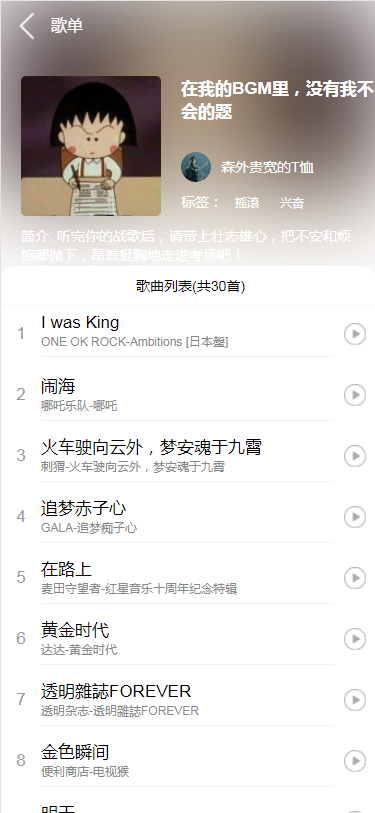 歌单
在我的BGM里，没有我不
会的题
森外贵宽的T恤
标签： 摇滚 兴奋
简介: 听完你的战歌后，请带上壮志雄心，把不安和烦
恼都抛下，昂首挺胸地走进考场吧！
歌曲列表(共30首)
1 I was King
ONE OK ROCK-Ambitions [日本盤]
2 闹海
哪吒乐队-哪吒
3 火车驶向云外，梦安魂于九霄
刺猬-火车驶向云外，梦安魂于九霄
4 追梦赤子心
GALA-追梦痴子心
5 在路上
麦田守望者-红星音乐十周年纪念特辑
6 黄金时代
达达-黄金时代
7 透明雜誌FOREVER
透明杂志-透明雜誌FOREVER
8 金色瞬间
便利商店-电视猴